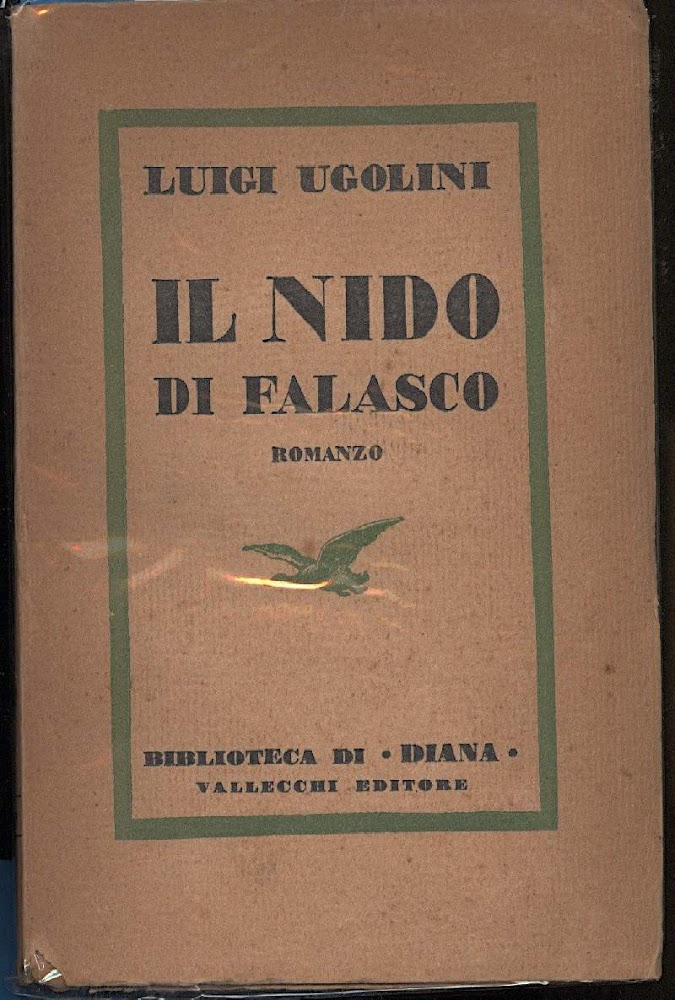 LUIGI UGOLINI
IL NIDO
DI FALASCO
ROMANZO
BIBLIOTECA DI • DIANA •
VALLECCHI EDITORE